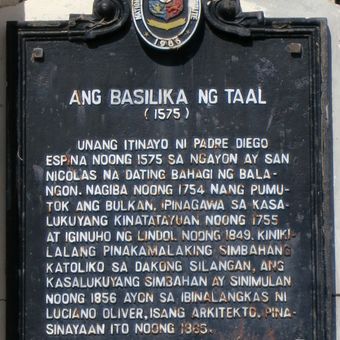 1986
ANG BASILIKA NG TAAL
(1575)
UNANG ITINAYO NI PADRE DIEGO
ESPINA NOONG 1575 SA NGAYON AY SAN
NICOLAS NA DATING BAHAGI NG BALA-
NGON. NAGIBA NOONG 1754 NANG PUMU-
TOK ANG BULKAN, IPINAGAWA SA KASA-
LUKUYANG KINATATAYUAN NOONG 1755
AT IGINUHO NG LINDOL NOONG 1849. KINIKI-
LALANG PINAKAMALAKING SIMBAHANG
KATOLIKO SA DAKONG SILANGAN, ANG
KASALUKUYANG SIMBAHAN AY SINIMULAN
NOONG 1856 AYON SA IBINALANGKAS NI
LUCIANO OLIVER, ISANG ARKITEKTO. PINA-
SINAYAAN ITO NOONG 1865.